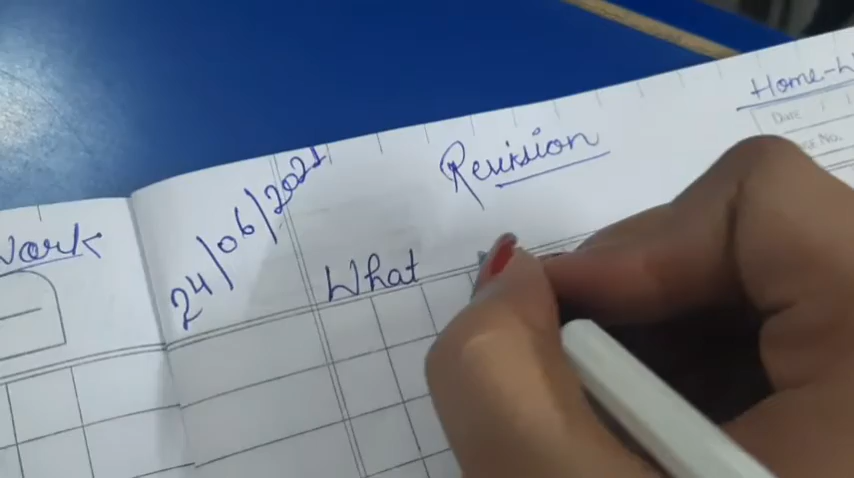 Work
24/06/2021
Revision
Home-
Date / /
What